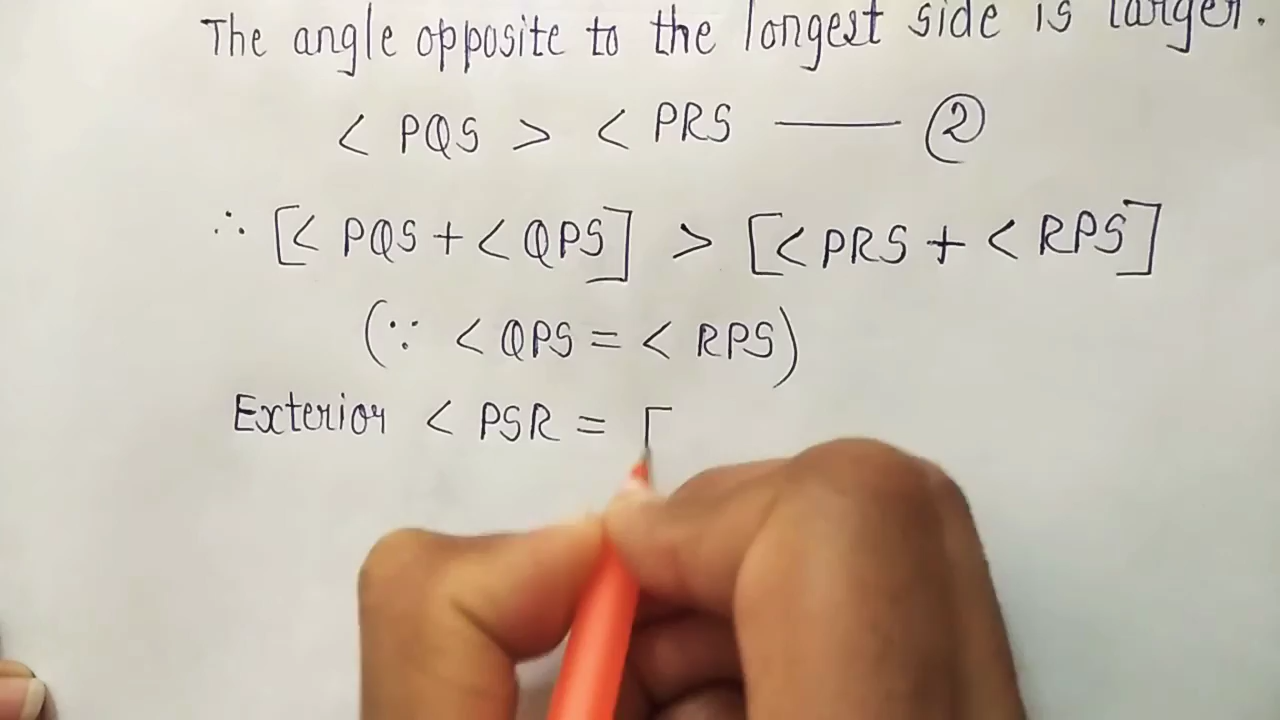 The angle opposite to the longest side is larger.
< PQS > < PRS —— ②
∴ [< PQS + < QPS] > [< PRS + < RPS]
(∵ < QPS = < RPS)
Exterior < PSR = [